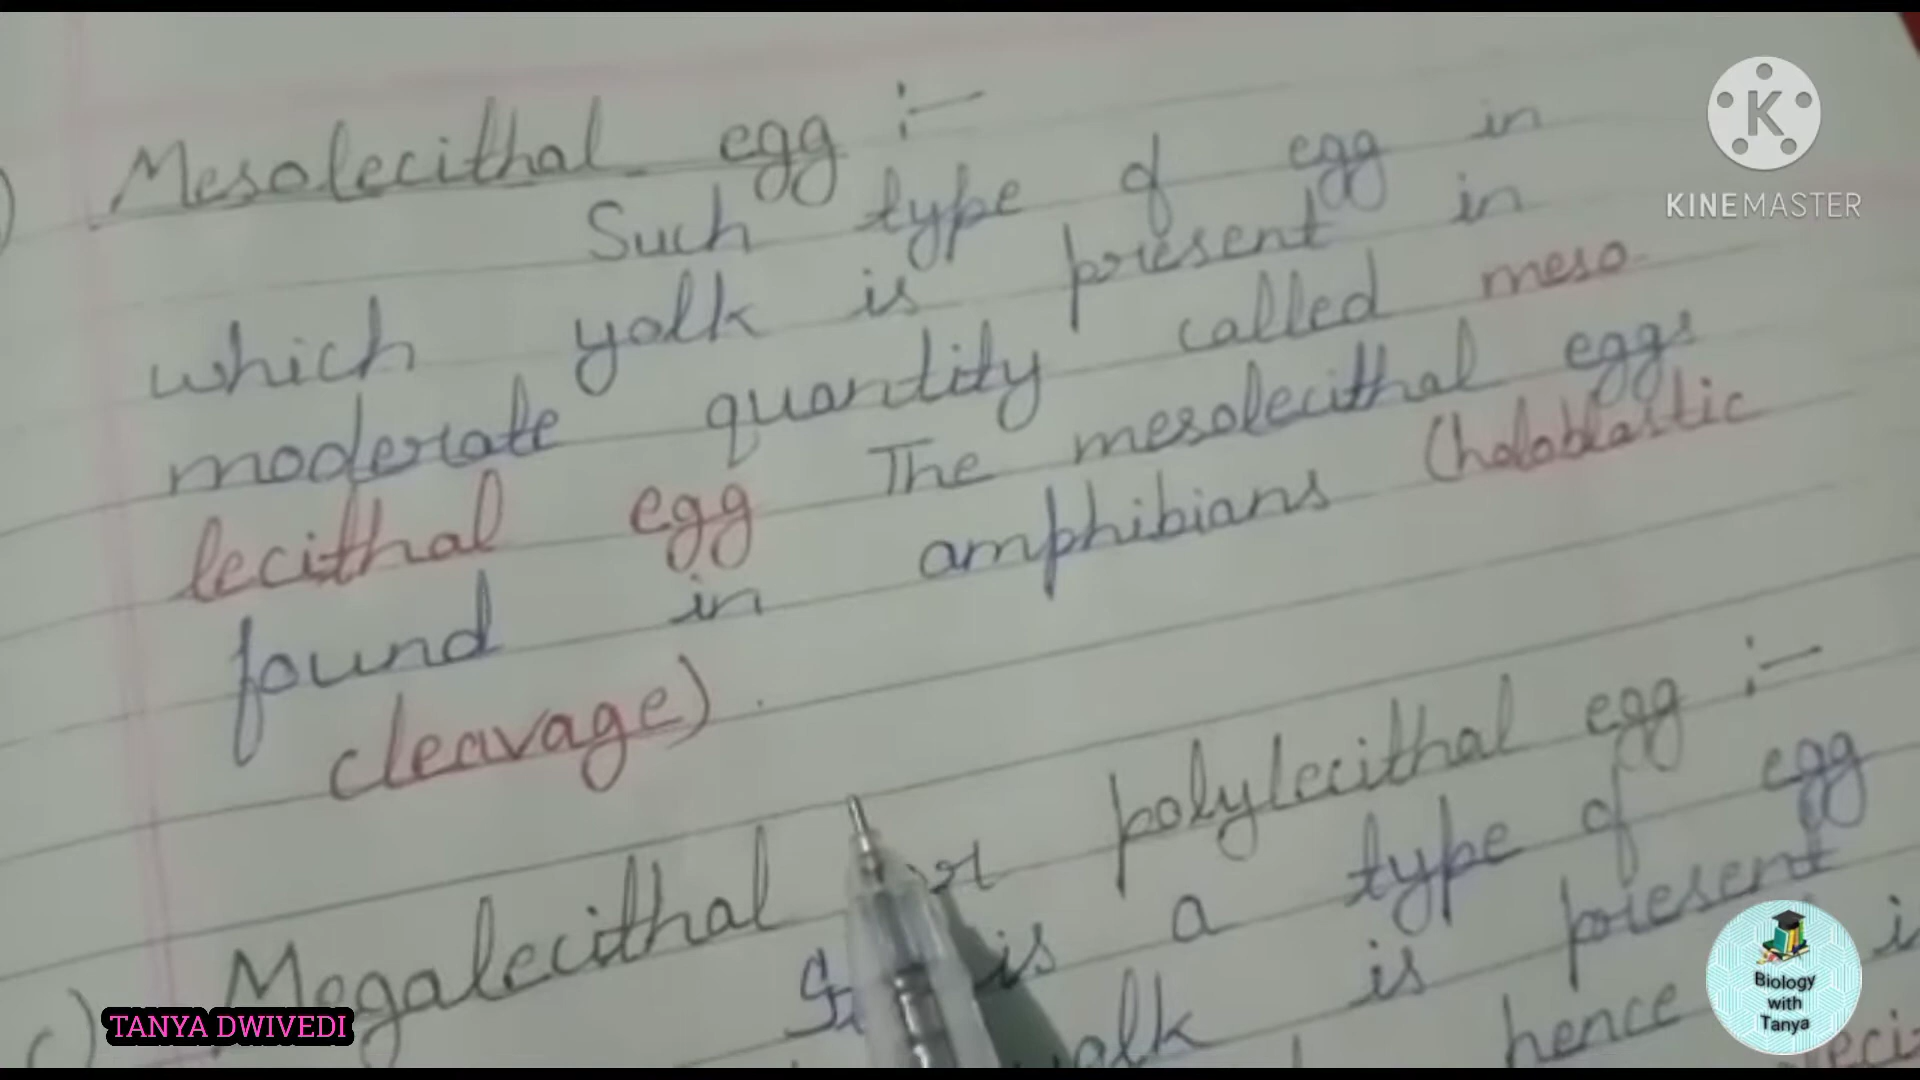 Mesolecithal egg :-
Such type of egg in
which yolk is present in
moderate quantity called meso-
lecithal egg The mesolecithal eggs
found in amphibians (holoblastic
cleavage).
c) Megalecithal or polylecithal egg :-
It is a type of egg
yolk is present
hence
KINEMASTER
TANYA DWIVEDI
Biology
with
Tanya